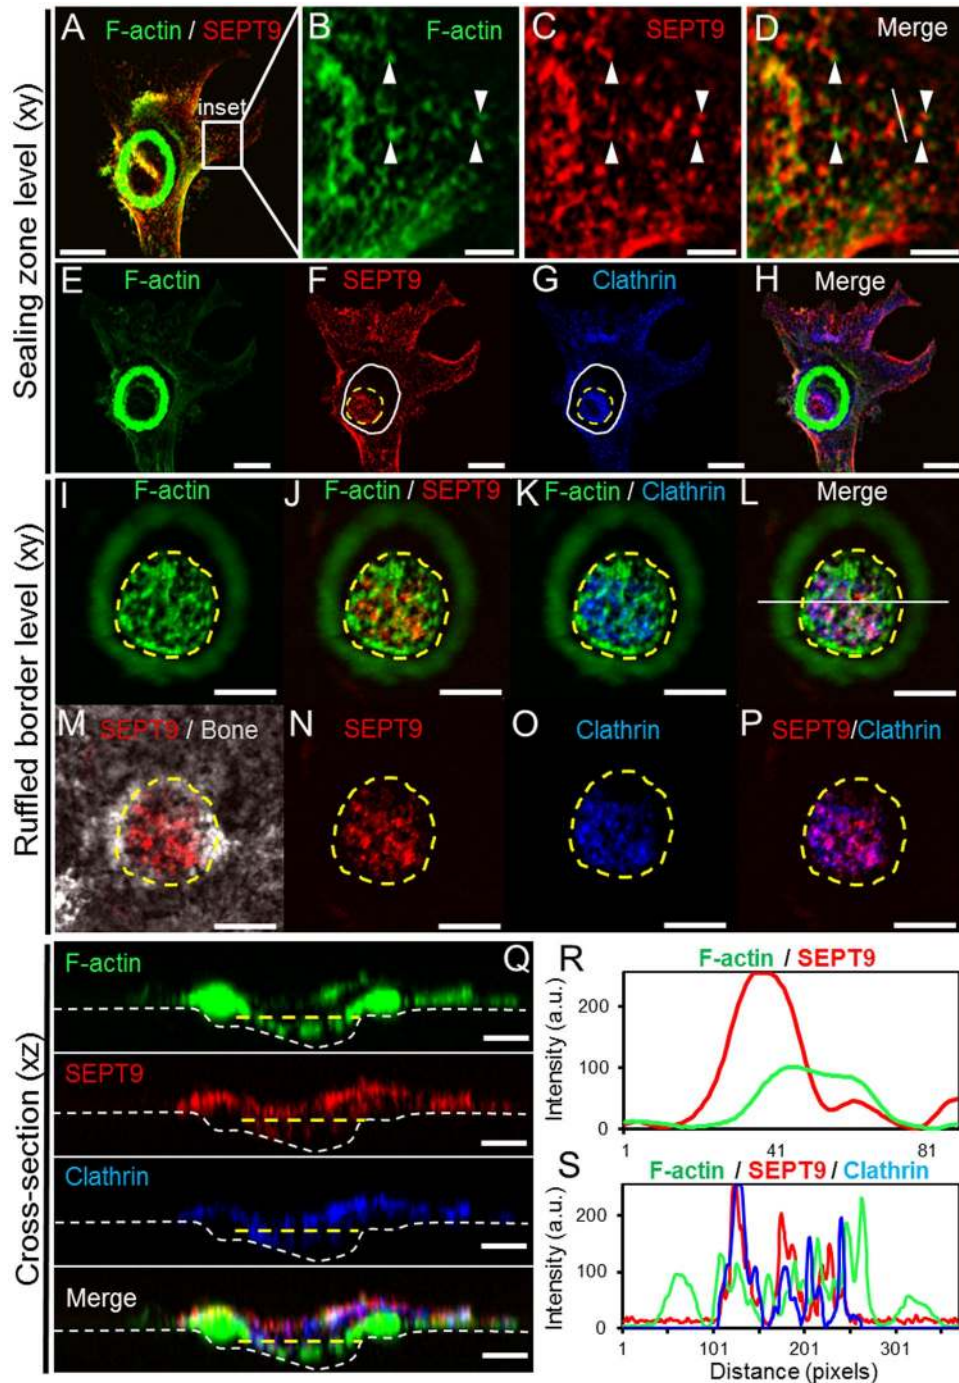 Sealing zone level (xy)
A
F-actin / SEPT9
inset
B
F-actin
C
SEPT9
D
Merge
E
F-actin
F
SEPT9
G
Clathrin
H
Merge
Ruffled border level (xy)
I
F-actin
J
F-actin / SEPT9
K
F-actin / Clathrin
L
Merge
M
SEPT9 / Bone
N
SEPT9
O
Clathrin
P
SEPT9/Clathrin
Cross-section (xz)
Q
F-actin
SEPT9
Clathrin
Merge
R
F-actin / SEPT9
Intensity (a.u.)
200
100
0
1 41 81
S
F-actin / SEPT9 / Clathrin
Intensity (a.u.)
200
100
0
1 101 201 301
Distance (pixels)